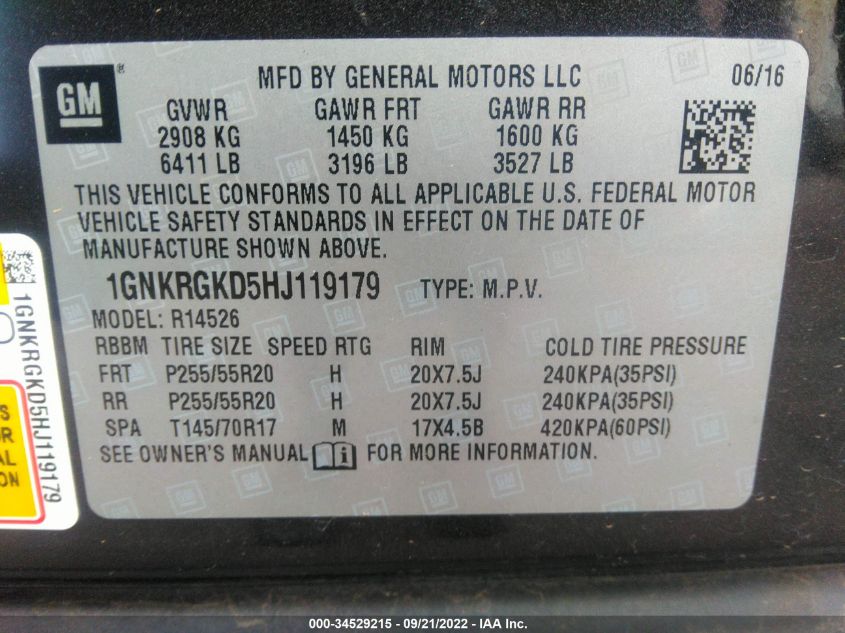 GM
®
MFD BY GENERAL MOTORS LLC 06/16
GVWR GAWR FRT GAWR RR
2908 KG 1450 KG 1600 KG
6411 LB 3196 LB 3527 LB
THIS VEHICLE CONFORMS TO ALL APPLICABLE U.S. FEDERAL MOTOR
VEHICLE SAFETY STANDARDS IN EFFECT ON THE DATE OF
MANUFACTURE SHOWN ABOVE.
1GNKRGKD5HJ119179 TYPE: M.P.V.
MODEL: R14526
RBBM TIRE SIZE SPEED RTG RIM COLD TIRE PRESSURE
FRT P255/55R20 H 20X7.5J 240KPA(35PSI)
RR P255/55R20 H 20X7.5J 240KPA(35PSI)
SPA T145/70R17 M 17X4.5B 420KPA(60PSI)
SEE OWNER'S MANUAL i FOR MORE INFORMATION.
1GNKRGKD5HJ119179
000-34529215 - 09/21/2022 - IAA Inc.